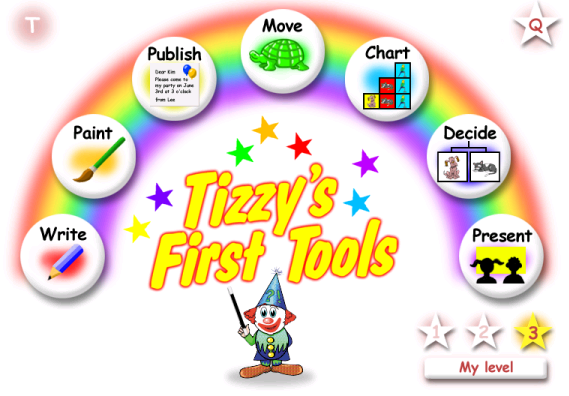 T
Q
Move
Publish
Chart
Dear Kim
Please come to
my party on June
3rd at 3 o'clock
from Lee
Paint
Decide
Tizzy's
First Tools
Write
Present
?!
1 2 3
My level